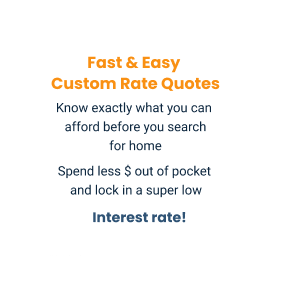 Fast & Easy
Custom Rate Quotes
Know exactly what you can
afford before you search
for home
Spend less $ out of pocket
and lock in a super low
Interest rate!